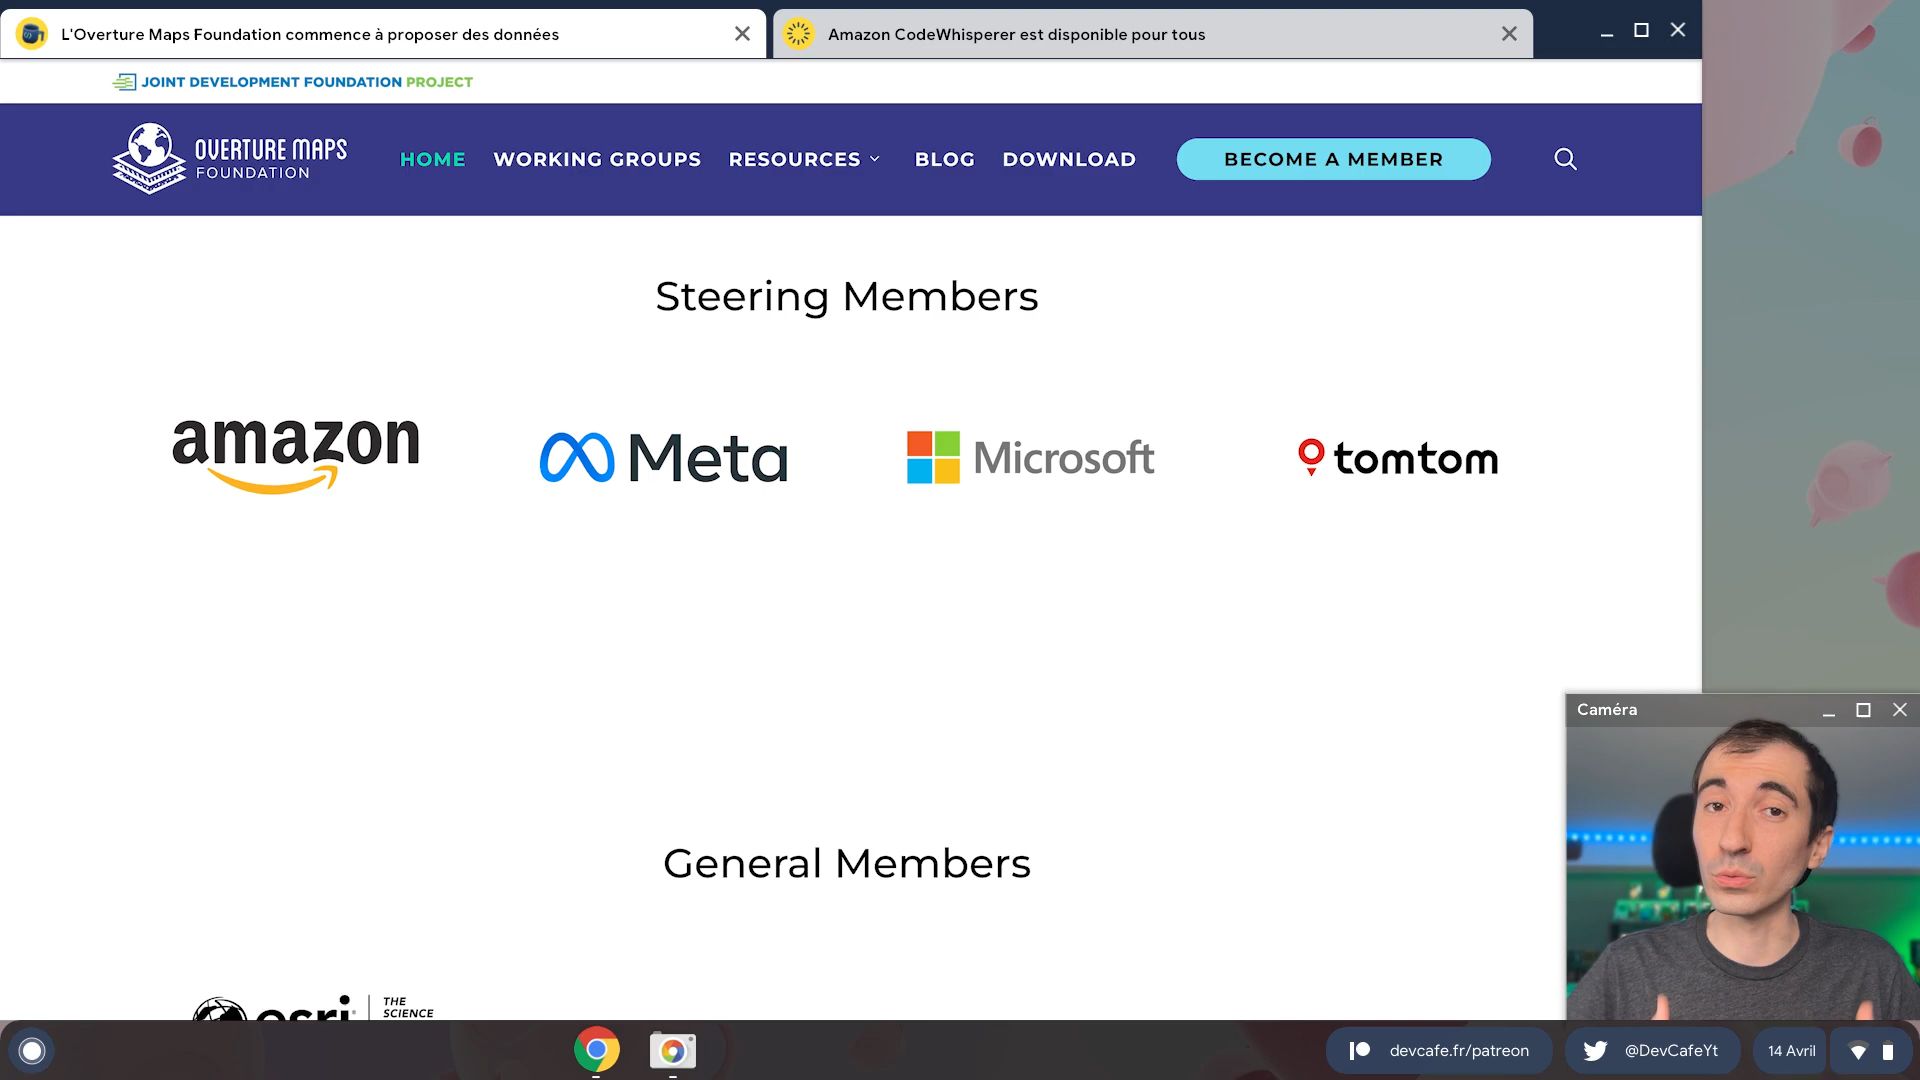 L'Overture Maps Foundation commence à proposer des données
Amazon CodeWhisperer est disponible pour tous
JOINT DEVELOPMENT FOUNDATION PROJECT
OVERTURE MAPS
FOUNDATION
HOME
WORKING GROUPS
RESOURCES
BLOG
DOWNLOAD
BECOME A MEMBER
Steering Members
amazon
Meta
Microsoft
tomtom
General Members
esri
THE
SCIENCE
Caméra
devcafe.fr/patreon
@DevCafeYt
14 Avril